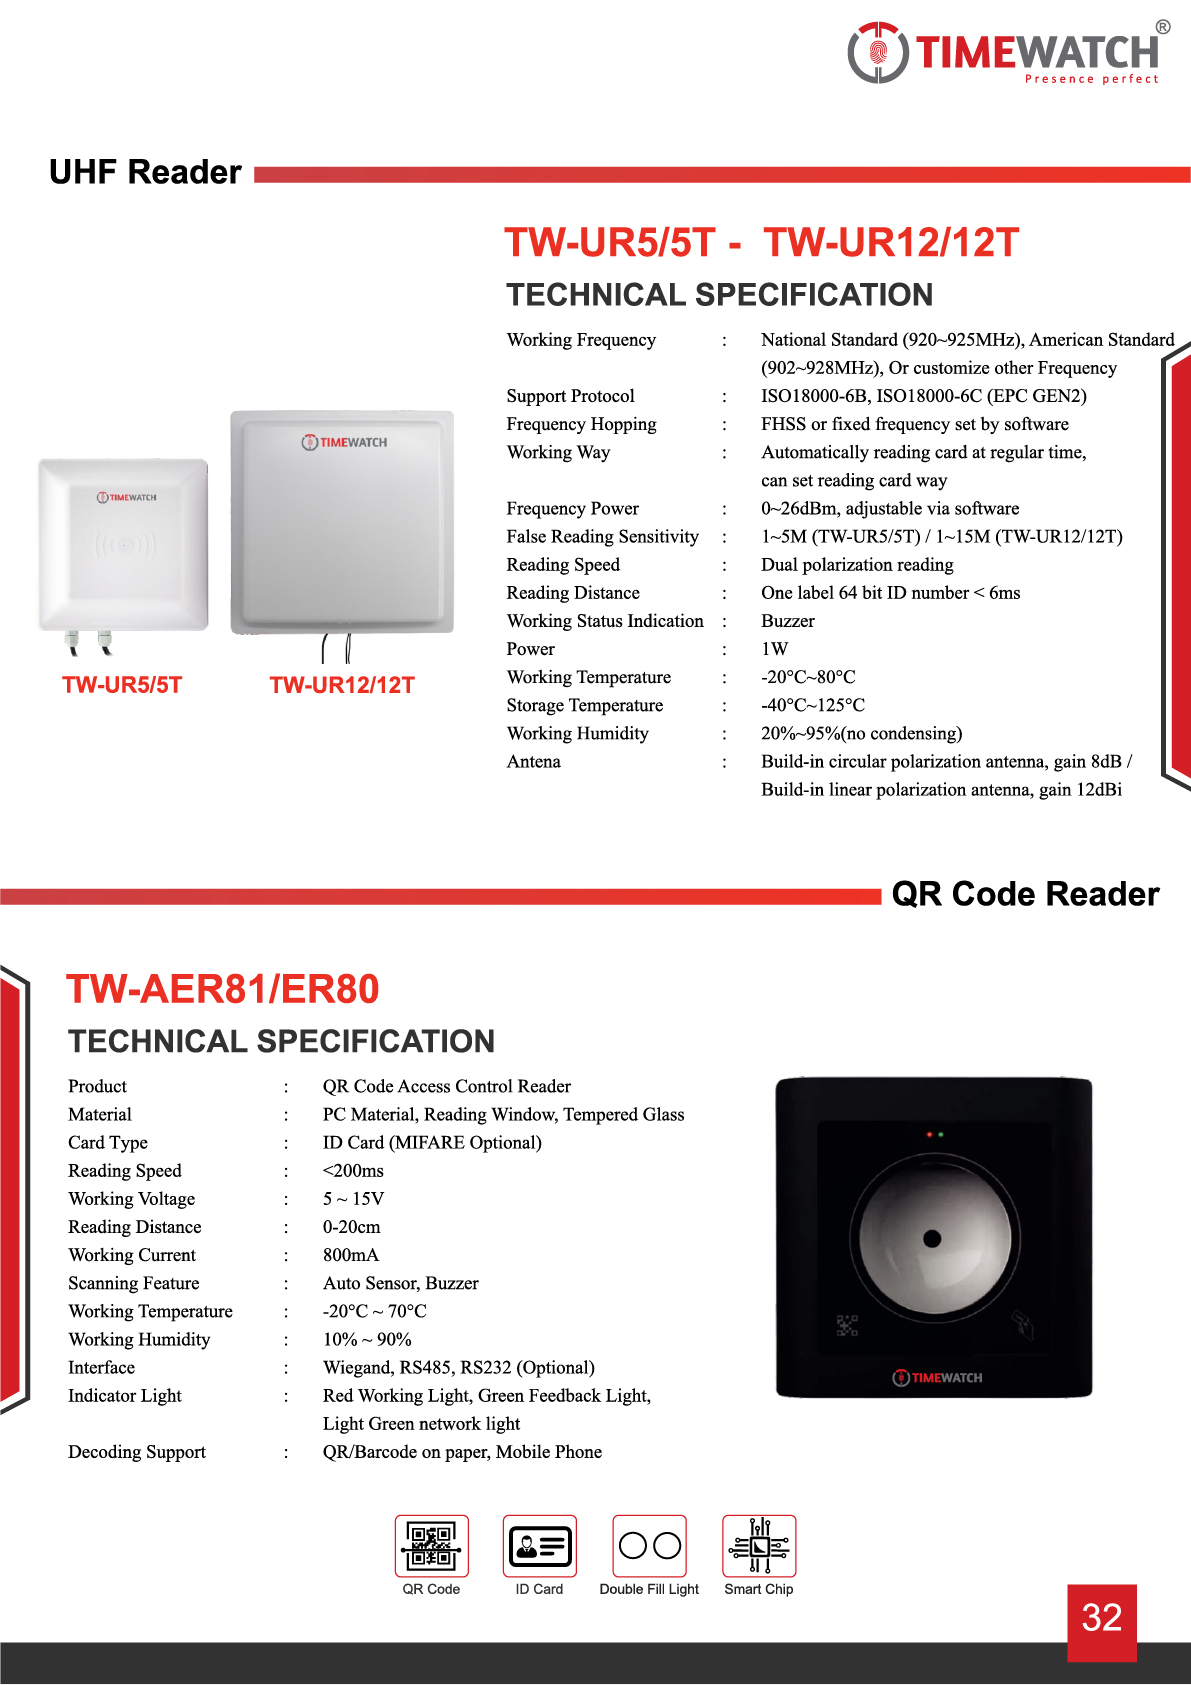 TIMEWATCH®
Presence perfect
UHF Reader
TW-UR5/5T - TW-UR12/12T
TECHNICAL SPECIFICATION
Working Frequency : National Standard (920~925MHz), American Standard
(902~928MHz), Or customize other Frequency
Support Protocol : ISO18000-6B, ISO18000-6C (EPC GEN2)
Frequency Hopping : FHSS or fixed frequency set by software
Working Way : Automatically reading card at regular time,
can set reading card way
Frequency Power : 0~26dBm, adjustable via software
False Reading Sensitivity : 1~5M (TW-UR5/5T) / 1~15M (TW-UR12/12T)
Reading Speed : Dual polarization reading
Reading Distance : One label 64 bit ID number < 6ms
Working Status Indication : Buzzer
Power : 1W
Working Temperature : -20°C~80°C
Storage Temperature : -40°C~125°C
Working Humidity : 20%~95%(no condensing)
Antena : Build-in circular polarization antenna, gain 8dB /
Build-in linear polarization antenna, gain 12dBi
TIMEWATCH
TIMEWATCH
TW-UR5/5T
TW-UR12/12T
QR Code Reader
TW-AER81/ER80
TECHNICAL SPECIFICATION
Product : QR Code Access Control Reader
Material : PC Material, Reading Window, Tempered Glass
Card Type : ID Card (MIFARE Optional)
Reading Speed : <200ms
Working Voltage : 5 ~ 15V
Reading Distance : 0-20cm
Working Current : 800mA
Scanning Feature : Auto Sensor, Buzzer
Working Temperature : -20°C ~ 70°C
Working Humidity : 10% ~ 90%
Interface : Wiegand, RS485, RS232 (Optional)
Indicator Light : Red Working Light, Green Feedback Light,
Light Green network light
Decoding Support : QR/Barcode on paper, Mobile Phone
TIMEWATCH
QR Code
ID Card
Double Fill Light
Smart Chip
32